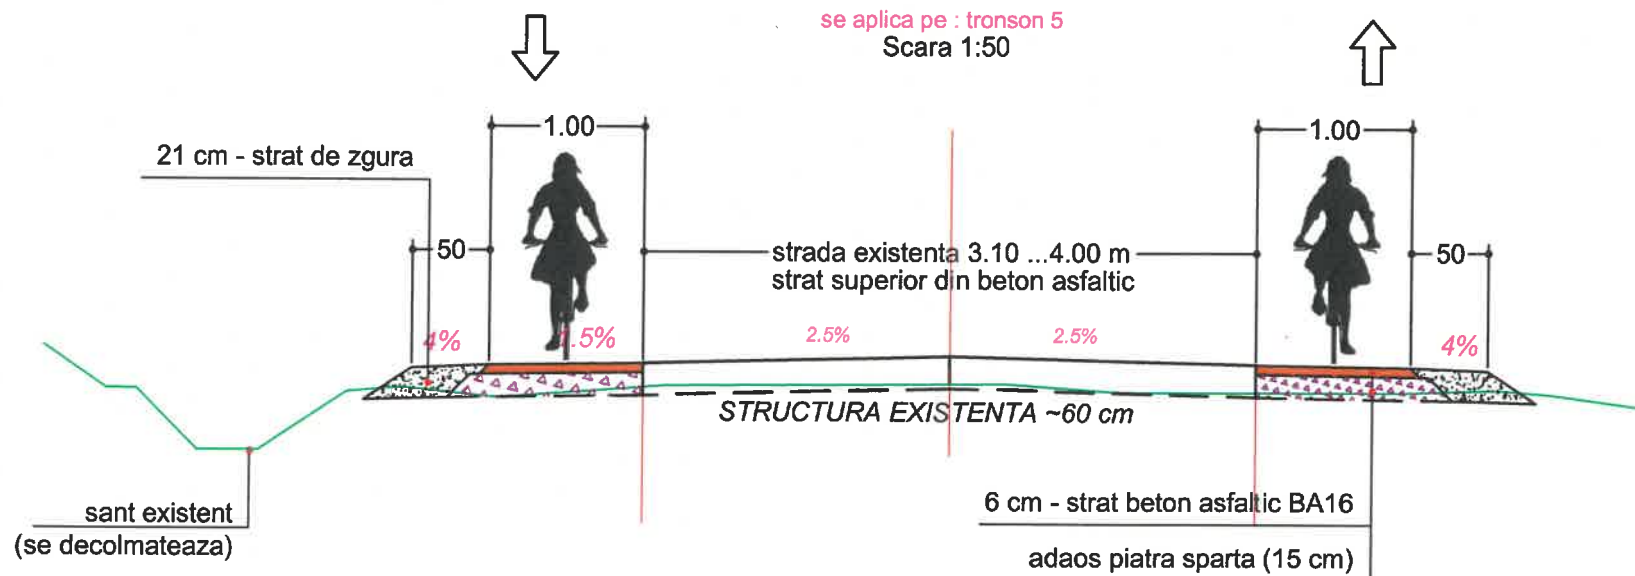 se aplica pe : tronson 5
Scara 1:50
1.00
1.00
21 cm - strat de zgura
50
strada existenta 3.10 ...4.00 m
50
strat superior din beton asfaltic
4%
1.5%
2.5%
2.5%
4%
STRUCTURA EXISTENTA ~60 cm
sant existent
(se decolmateaza)
6 cm - strat beton asfaltic BA16
adaos piatra sparta (15 cm)